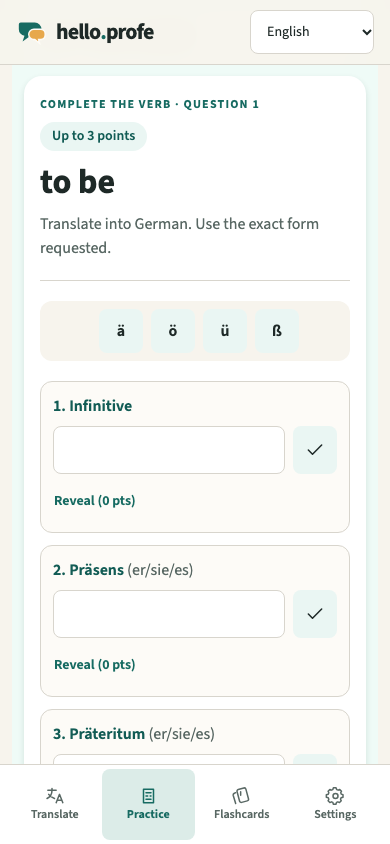 hello.profe
English
COMPLETE THE VERB · QUESTION 1
Up to 3 points
to be
Translate into German. Use the exact form
requested.
ä ö ü ß
1. Infinitive
Reveal (0 pts)
2. Präsens (er/sie/es)
Reveal (0 pts)
3. Präteritum (er/sie/es)
Translate Practice Flashcards Settings